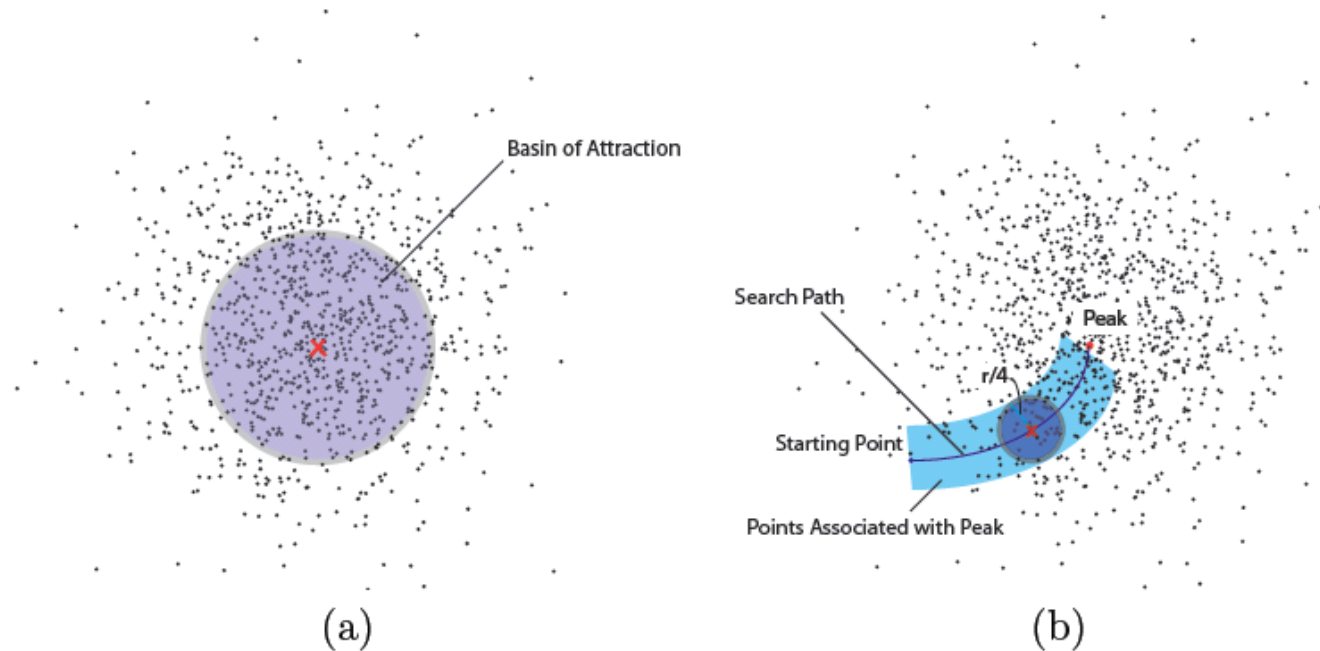 Basin of Attraction
Search Path
Peak
r/4
Starting Point
Points Associated with Peak
(a)
(b)